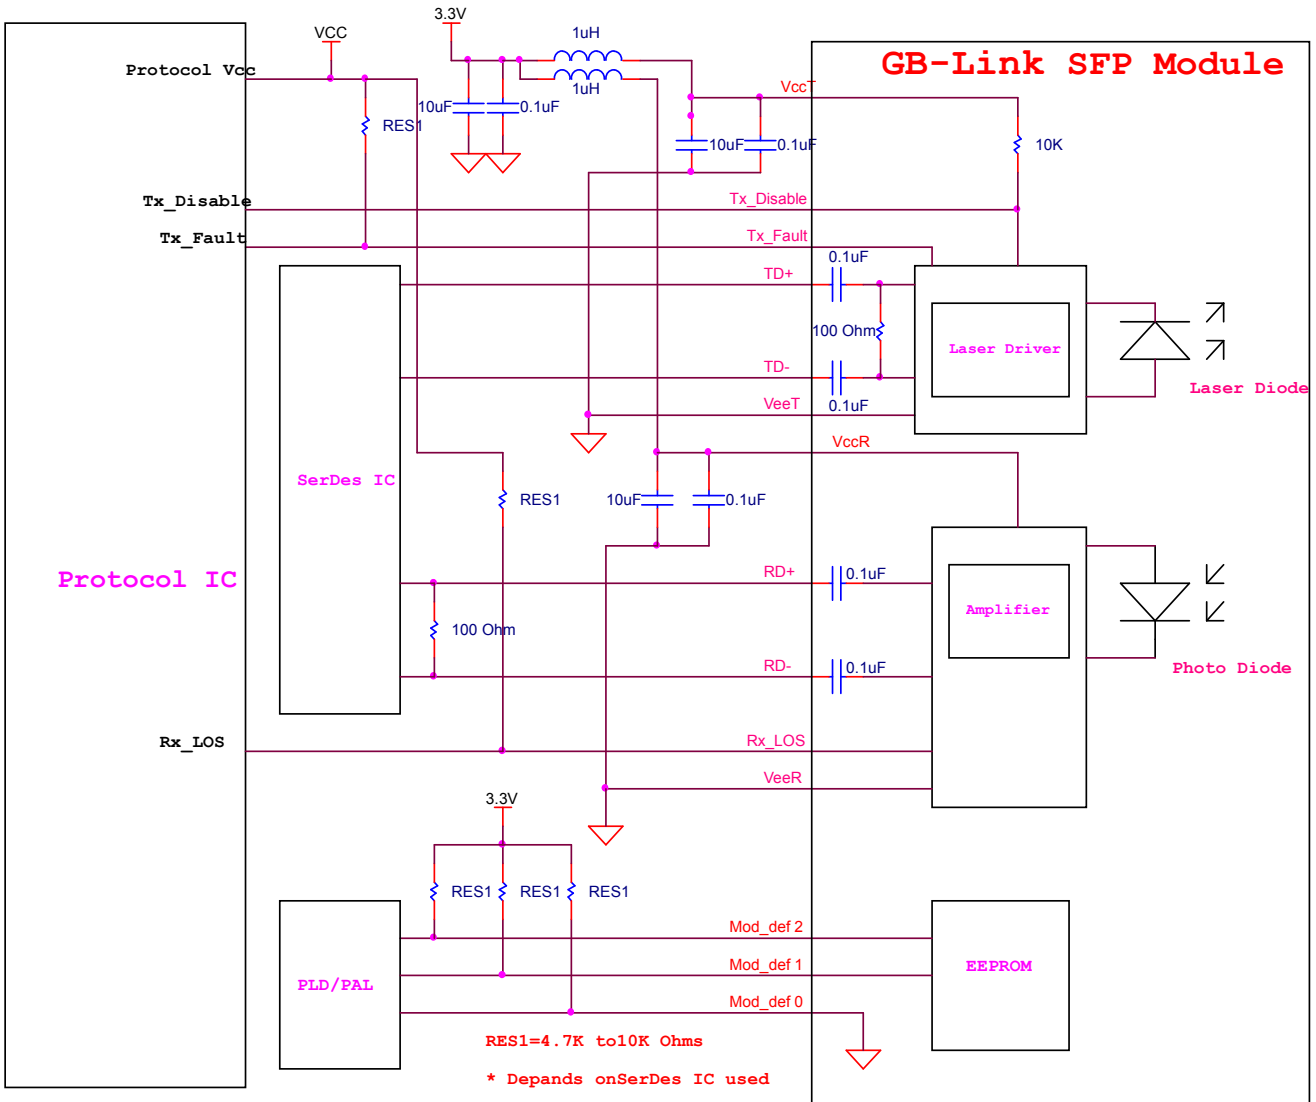 3.3V
VCC
1uH
GB-Link SFP Module
Protocol Vcc
1uH
VccT
10uF
0.1uF
RES1
10uF
0.1uF
10K
Tx_Disable
Tx_Disable
Tx_Fault
Tx_Fault
0.1uF
TD+
100 Ohm
Laser Driver
TD-
Laser Diode
VeeT
0.1uF
VccR
SerDes IC
RES1
10uF
0.1uF
Protocol IC
RD+
0.1uF
Amplifier
100 Ohm
RD-
0.1uF
Photo Diode
Rx_LOS
Rx_LOS
VeeR
3.3V
RES1
RES1
RES1
Mod_def 2
Mod_def 1
EEPROM
PLD/PAL
Mod_def 0
RES1=4.7K to10K Ohms
* Depands onSerDes IC used